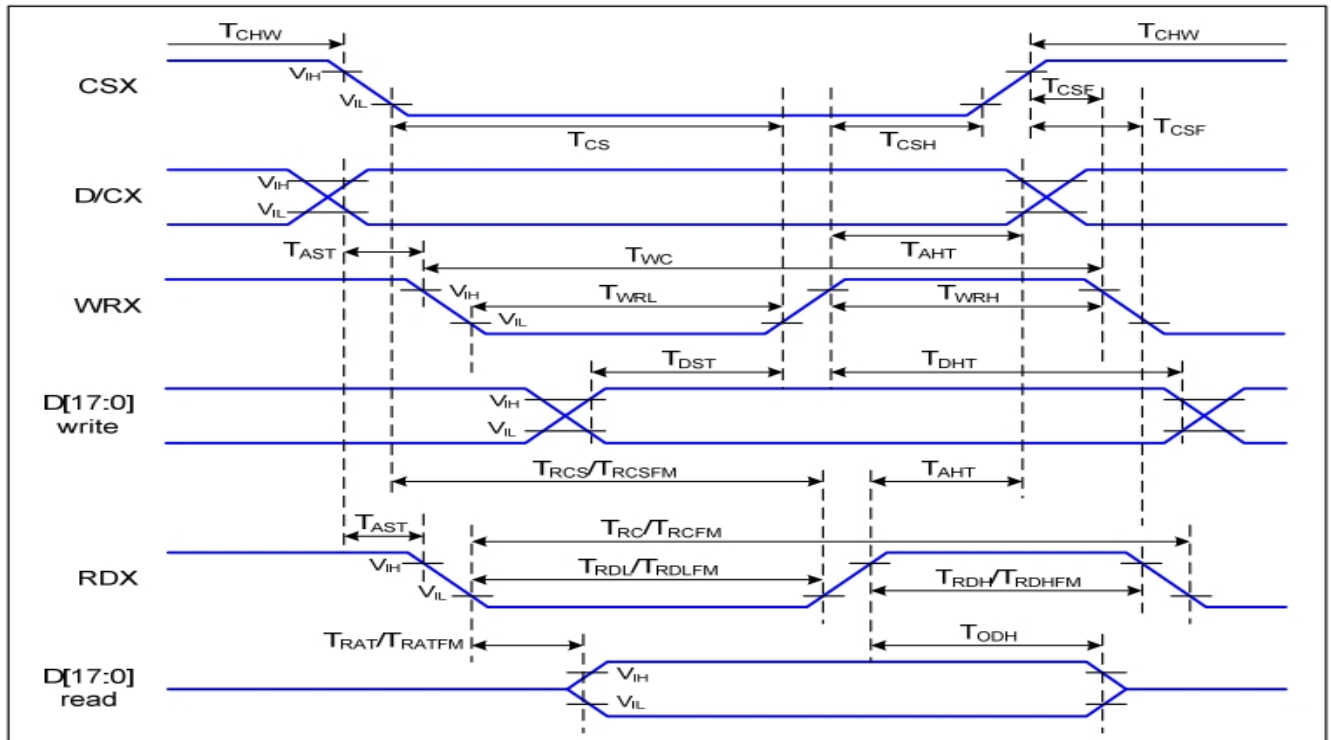 TCHW TCHW
CSX VIH VIL TCSF
TCS TCSH TCSF
D/CX VIH VIL
TAST TWC TAHT
WRX VIH TWRL TWRH
VIL
TDST TDHT
D[17:0] write VIH VIL
TRCS/TRCSFM TAHT
TAST TRC/TRCFM
RDX VIH TRDL/TRDLFM TRDH/TRDHFM
VIL
TRAT/TRATFM TODH
D[17:0] read VIH
VIL